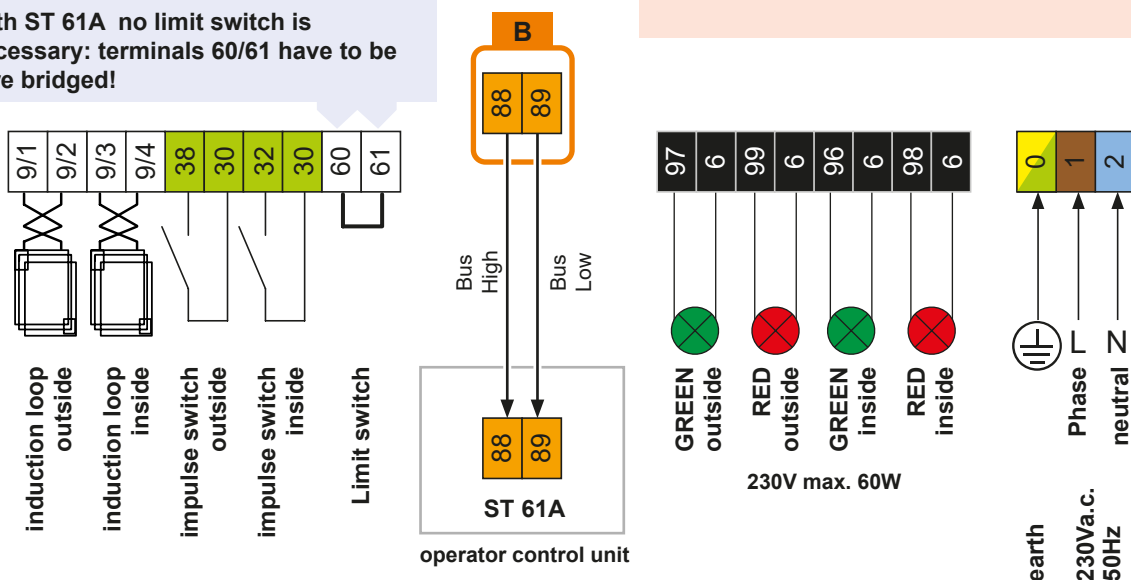 ST 61A no limit switch is
terminals 60/61 have to be
bridged!
B
88 89
9/1 9/2 9/3 9/4 38 30 32 30 60 61
97 6 99 6 96 6 98 6
0 1 2
Bus
High
Bus
Low
L N
induction loop
outside
induction loop
inside
impulse switch
outside
impulse switch
inside
Limit switch
88 89
ST 61A
operator control unit
GREEN
outside
RED
outside
GREEN
inside
RED
inside
230V max. 60W
Phase
neutral
earth
230Va.c.
50Hz